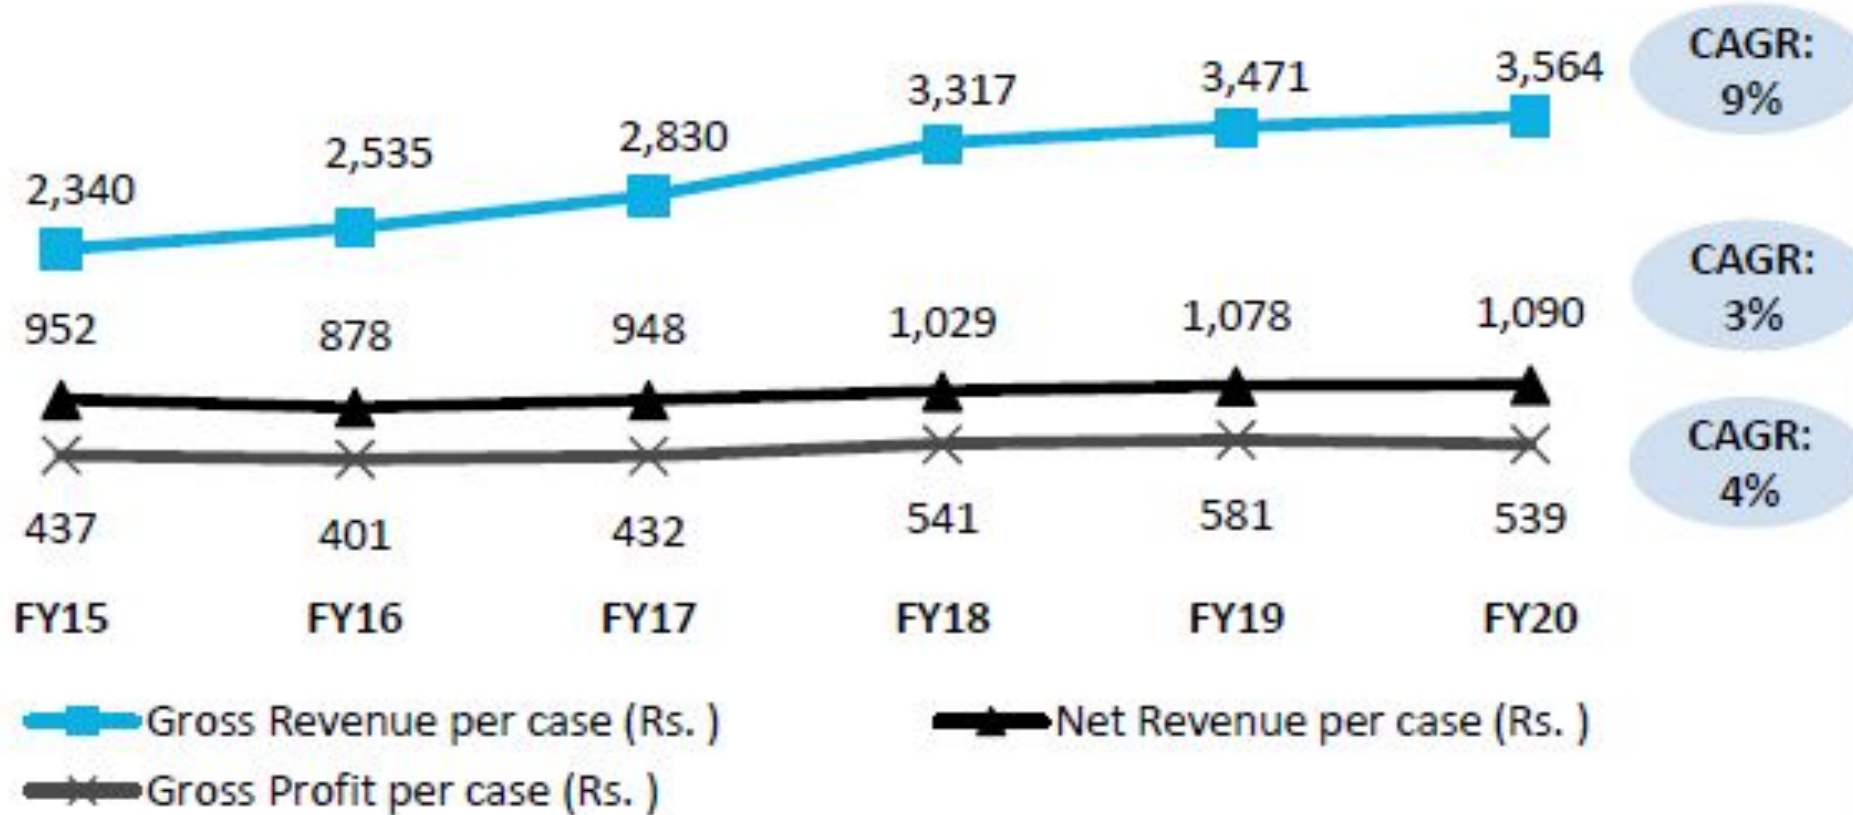 2,340 2,535 2,830 3,317 3,471 3,564
CAGR:
9%
952 878 948 1,029 1,078 1,090
CAGR:
3%
437 401 432 541 581 539
CAGR:
4%
FY15 FY16 FY17 FY18 FY19 FY20
Gross Revenue per case (Rs. ) Net Revenue per case (Rs. )
Gross Profit per case (Rs. )